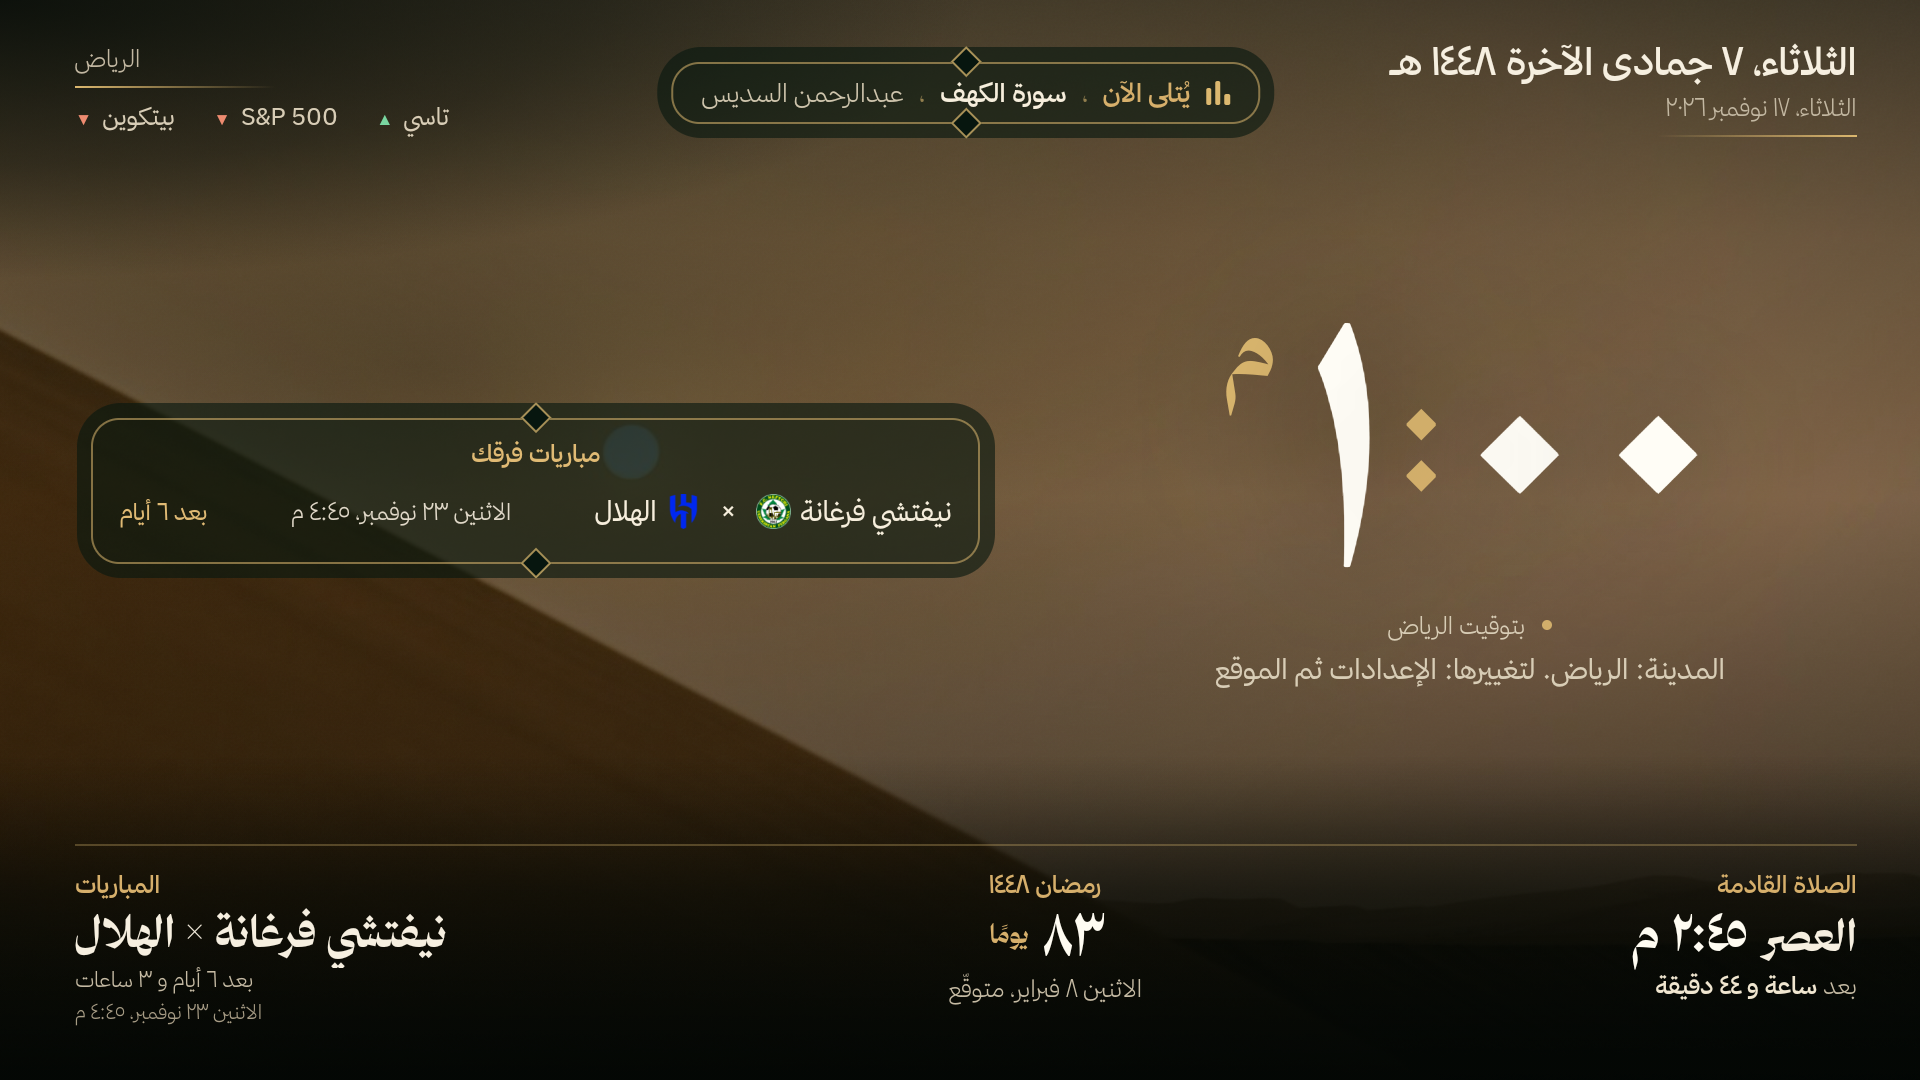 الثلاثاء، ٧ جمادى الآخرة ١٤٤٨ هـ
الثلاثاء، ١٧ نوفمبر ٢٠٢٦
يُتلى الآن ، سورة الكهف ، عبدالرحمن السديس
الرياض
تاسي ▲ S&P 500 ▼ بيتكوين ▼
١:٠٠ م
بتوقيت الرياض
المدينة: الرياض. لتغييرها: الإعدادات ثم الموقع
مباريات فرقك
نيفتشي فرغانة × الهلال الاثنين ٢٣ نوفمبر، ٤:٤٥ م بعد ٦ أيام
الصلاة القادمة
العصر ٢:٤٥ م
بعد ساعة و ٤٤ دقيقة
رمضان ١٤٤٨
٨٣ يومًا
الاثنين ٨ فبراير، متوقّع
المباريات
نيفتشي فرغانة × الهلال
بعد ٦ أيام و ٣ ساعات
الاثنين ٢٣ نوفمبر، ٤:٤٥ م